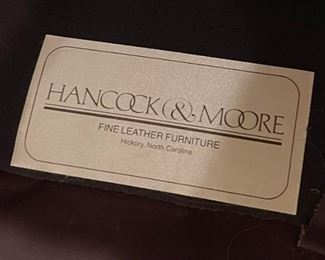 HANCOCK & MOORE
FINE LEATHER FURNITURE
Hickory, North Carolina